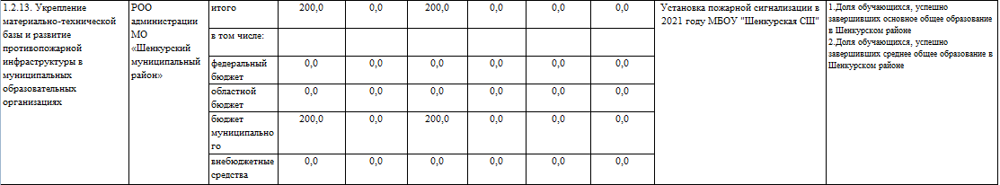 1.2.13. Укрепление
материально-технической
базы и развитие
противопожарной
инфраструктуры в
муниципальных
образовательных
организациях
РОО
администрации
МО
«Шенкурский
муниципальный
район»
итого 200,0 0,0 200,0 0,0 0,0 0,0
в том числе:
федеральный
бюджет
0,0 0,0 0,0 0,0 0,0 0,0
областной
бюджет
0,0 0,0 0,0 0,0 0,0 0,0
бюджет
муниципально
го
200,0 0,0 200,0 0,0 0,0 0,0
внебюджетные
средства
0,0 0,0 0,0 0,0 0,0 0,0
Установка пожарной сигнализации в
2021 году МБОУ "Шенкурская СШ"
1.Доля обучающихся, успешно
завершивших основное общее образование
в Шенкурском районе
2.Доля обучающихся, успешно
завершивших среднее общее образование в
Шенкурском районе